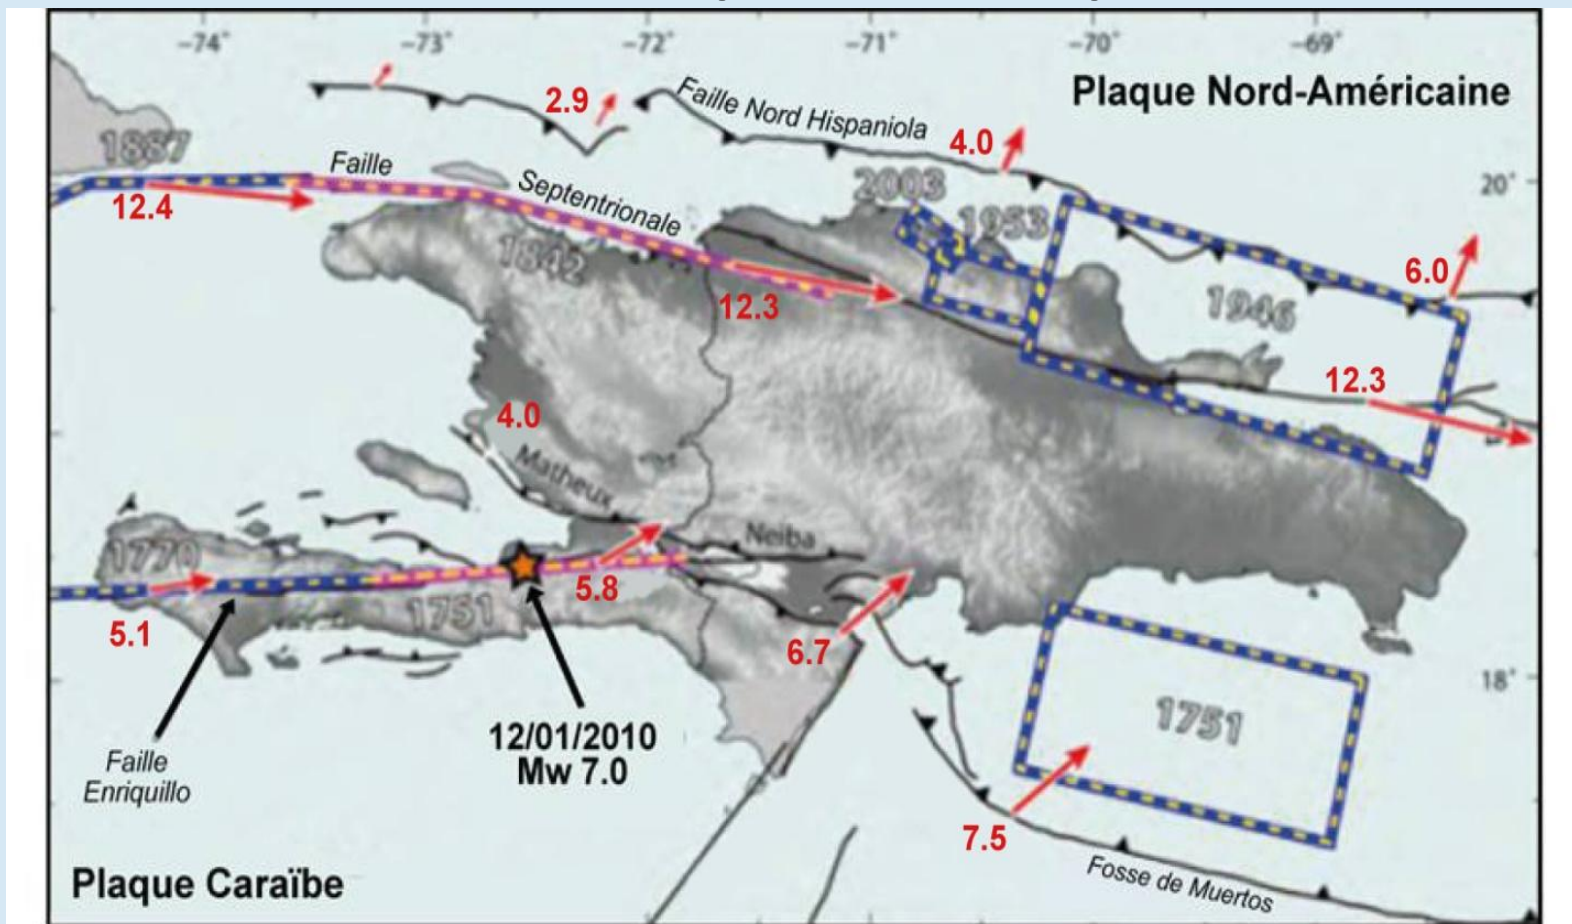 -74°
-73°
-72°
-71°
-70°
-69°
Plaque Nord-Américaine
2.9
Faille Nord Hispaniola
4.0
1887
Faille
Septentrionale
2003
20°
12.4
1953
1842
12.3
6.0
1946
12.3
4.0
Matheux
Neiba
1770
5.8
1751
5.1
6.7
18°
1751
12/01/2010
Mw 7.0
Faille
Enriquillo
7.5
Fosse de Muertos
Plaque Caraïbe